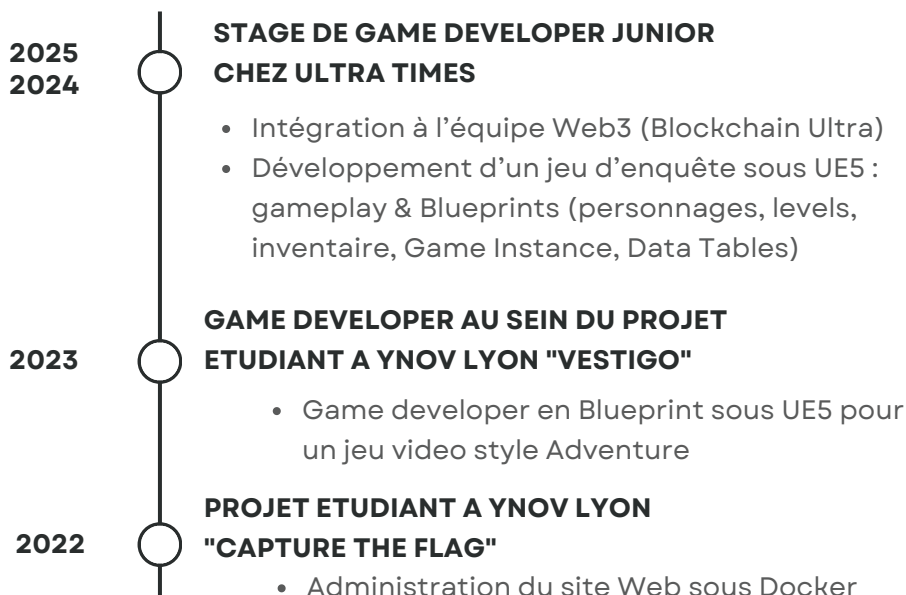 STAGE DE GAME DEVELOPER JUNIOR
CHEZ ULTRA TIMES
2025
2024
• Intégration à l'équipe Web3 (Blockchain Ultra)
• Développement d'un jeu d'enquête sous UE5 :
gameplay & Blueprints (personnages, levels,
inventaire, Game Instance, Data Tables)
GAME DEVELOPER AU SEIN DU PROJET
ETUDIANT A YNOV LYON "VESTIGO"
2023
• Game developer en Blueprint sous UE5 pour
un jeu video style Adventure
PROJET ETUDIANT A YNOV LYON
"CAPTURE THE FLAG"
2022
• Administration du site Web sous Docker